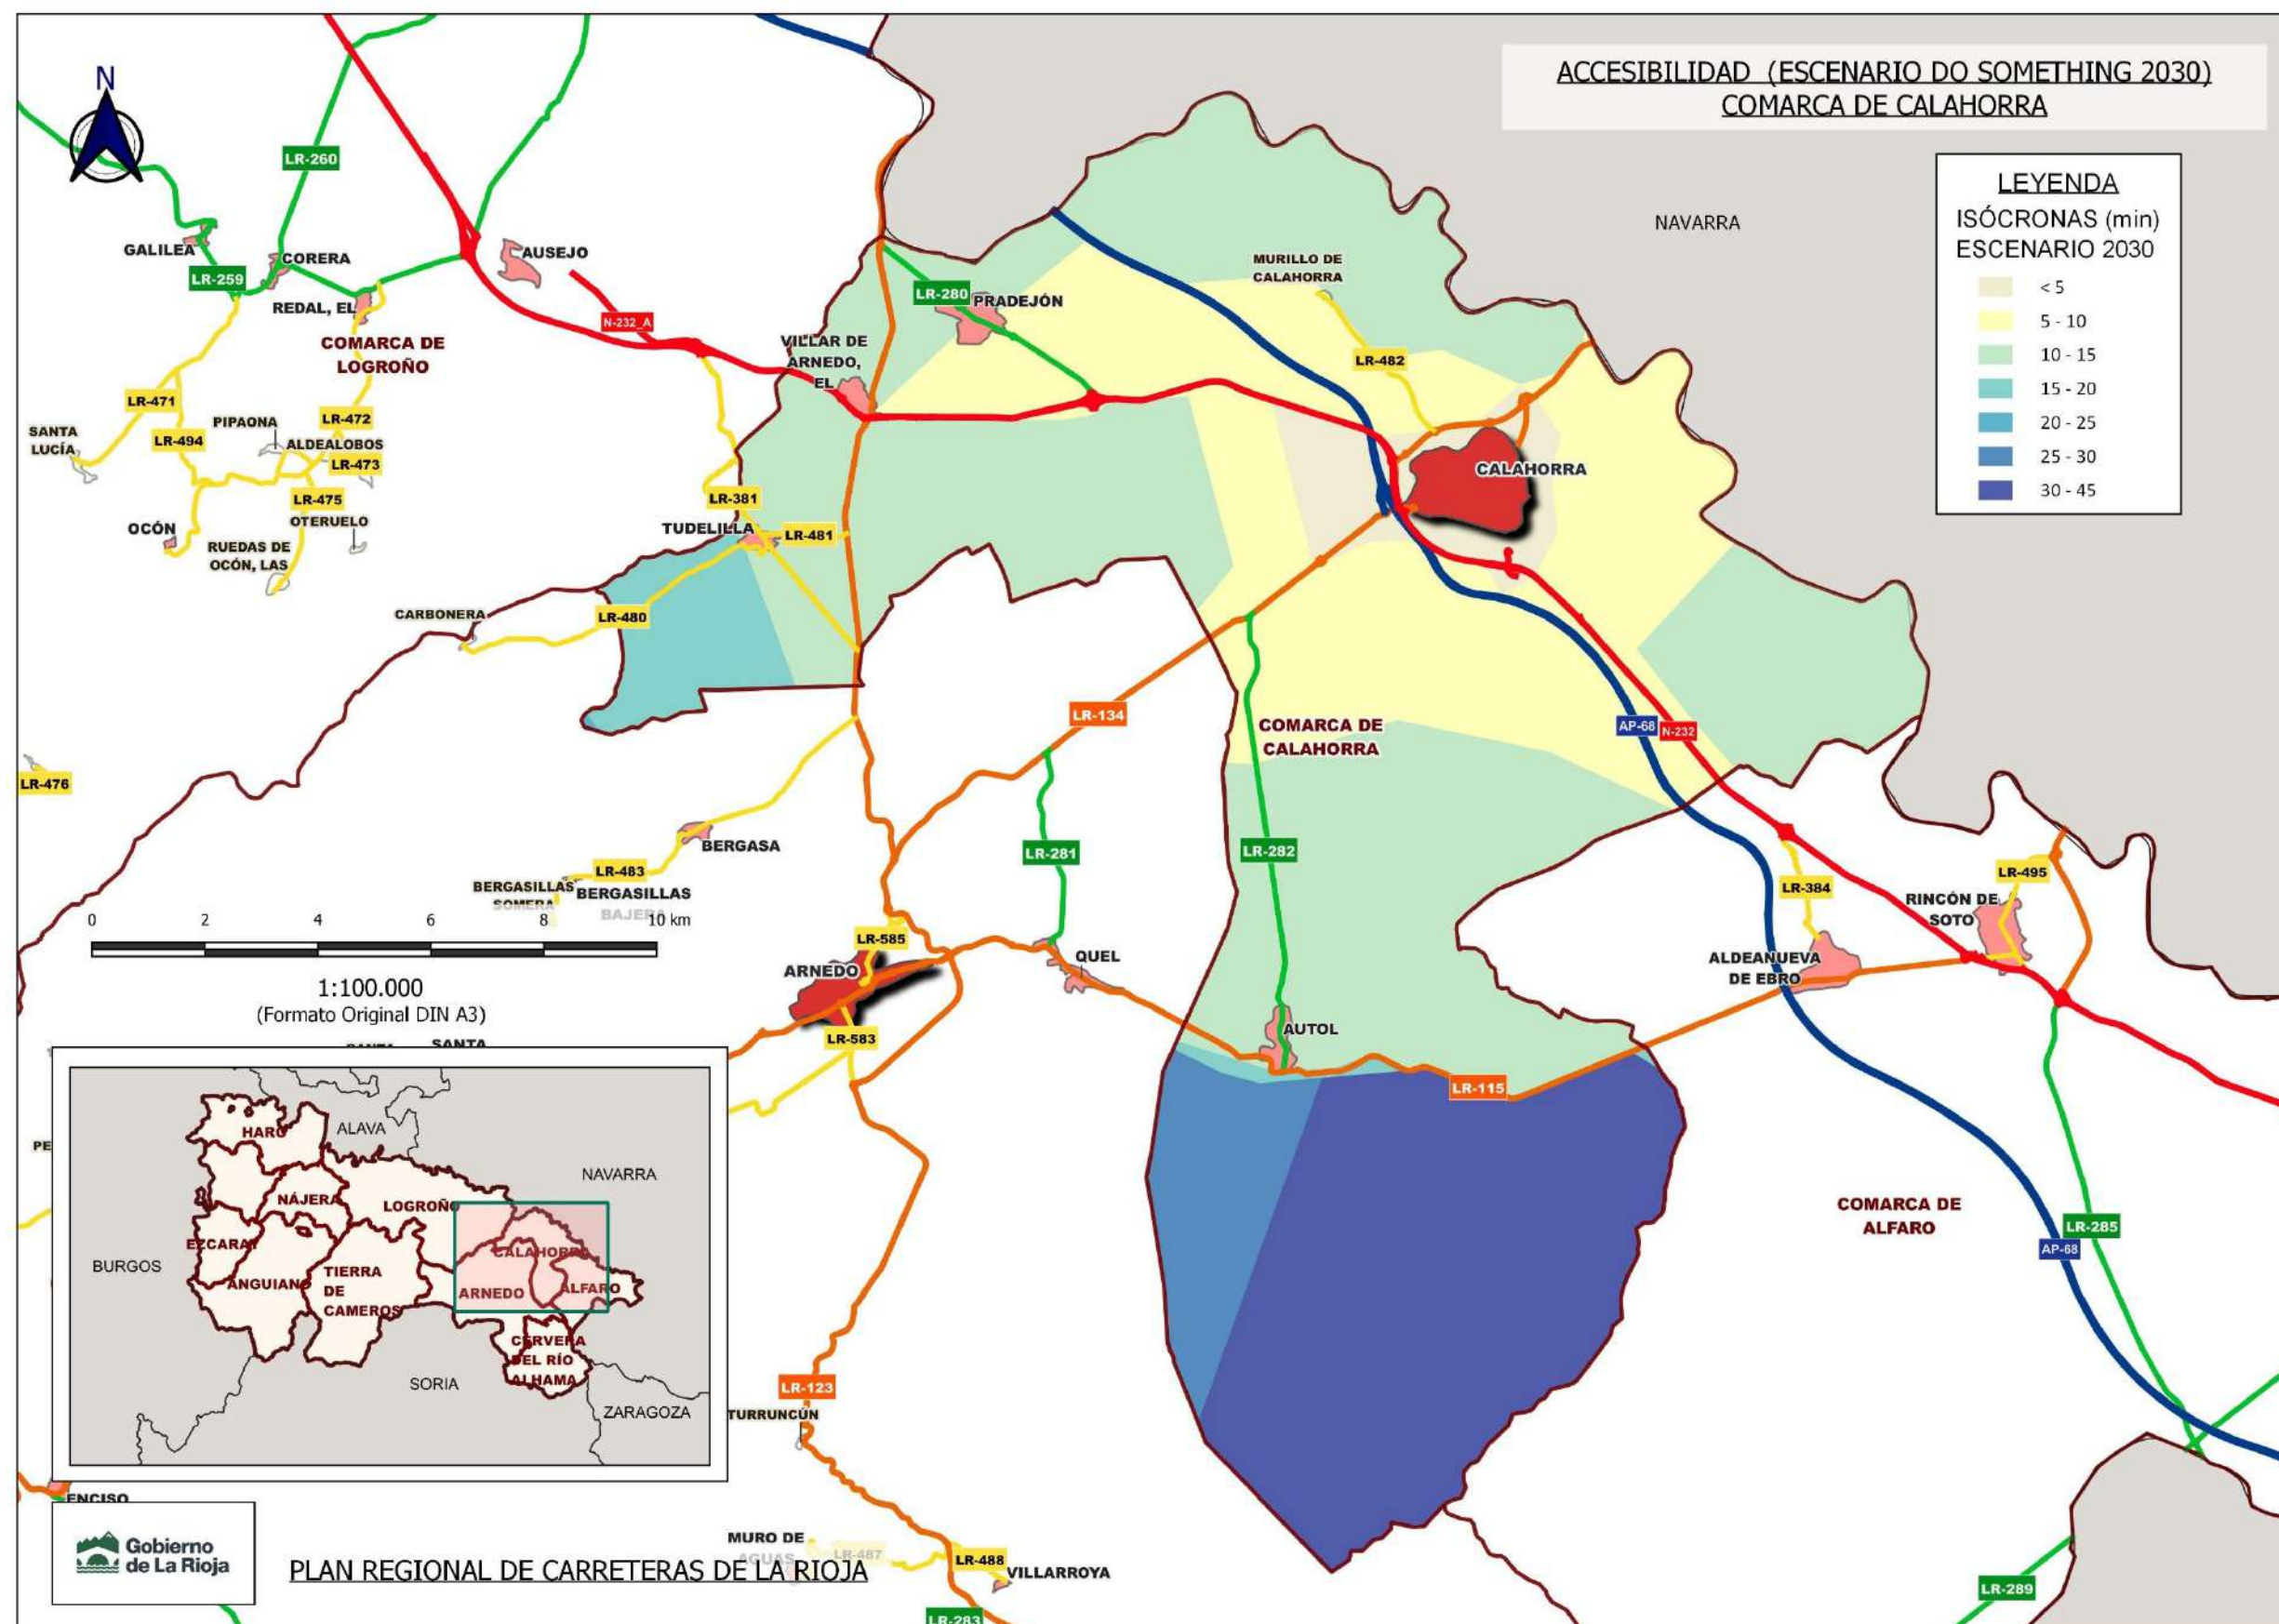 ACCESIBILIDAD (ESCENARIO DO SOMETHING 2030)
COMARCA DE CALAHORRA
LEYENDA
ISÓCRONAS (min)
ESCENARIO 2030
< 5
5 - 10
10 - 15
15 - 20
20 - 25
25 - 30
30 - 45
N
NAVARRA
LR-260
GALILEA
CORERA
LR-259
REDAL, EL
AUSEJO
COMARCA DE
LOGROÑO
N-232_A
LR-280
PRADEJÓN
MURILLO DE
CALAHORRA
VILLAR DE
ARNEDO,
EL
LR-482
LR-471
LR-472
PIPAONA
SANTA
LUCÍA
LR-494
ALDEALOBOS
LR-473
LR-475
OTERUELO
OCÓN
RUEDAS DE
OCÓN, LAS
LR-381
TUDELILLA
LR-481
CALAHORRA
CARBONERA
LR-480
LR-134
COMARCA DE
CALAHORRA
AP-68
N-232
LR-476
BERGASA
LR-281
LR-282
LR-483
BERGASILLAS
SOMERA
BERGASILLAS
BAJERA
LR-384
LR-495
RINCÓN DE
SOTO
0 2 4 6 8 10 km
1:100.000
(Formato Original DIN A3)
LR-585
ARNEDO
QUEL
ALDEANUEVA
DE EBRO
LR-583
AUTOL
LR-115
SANTA
SANTA
PE
COMARCA DE
ALFARO
LR-285
AP-68
HARO
ALAVA
NAVARRA
NÁJERA
LOGROÑO
EZCARAY
CALAHORRA
BURGOS
ANGUIANO
TIERRA
DE
CAMEROS
ARNEDO
ALFARO
CERVERA
DEL RÍO
ALHAMA
SORIA
ZARAGOZA
LR-123
TURRUNCÚN
ENCISO
Gobierno
de La Rioja
PLAN REGIONAL DE CARRETERAS DE LA RIOJA
MURO DE
AGUAS
LR-487
LR-488
VILLARROYA
LR-283
LR-289